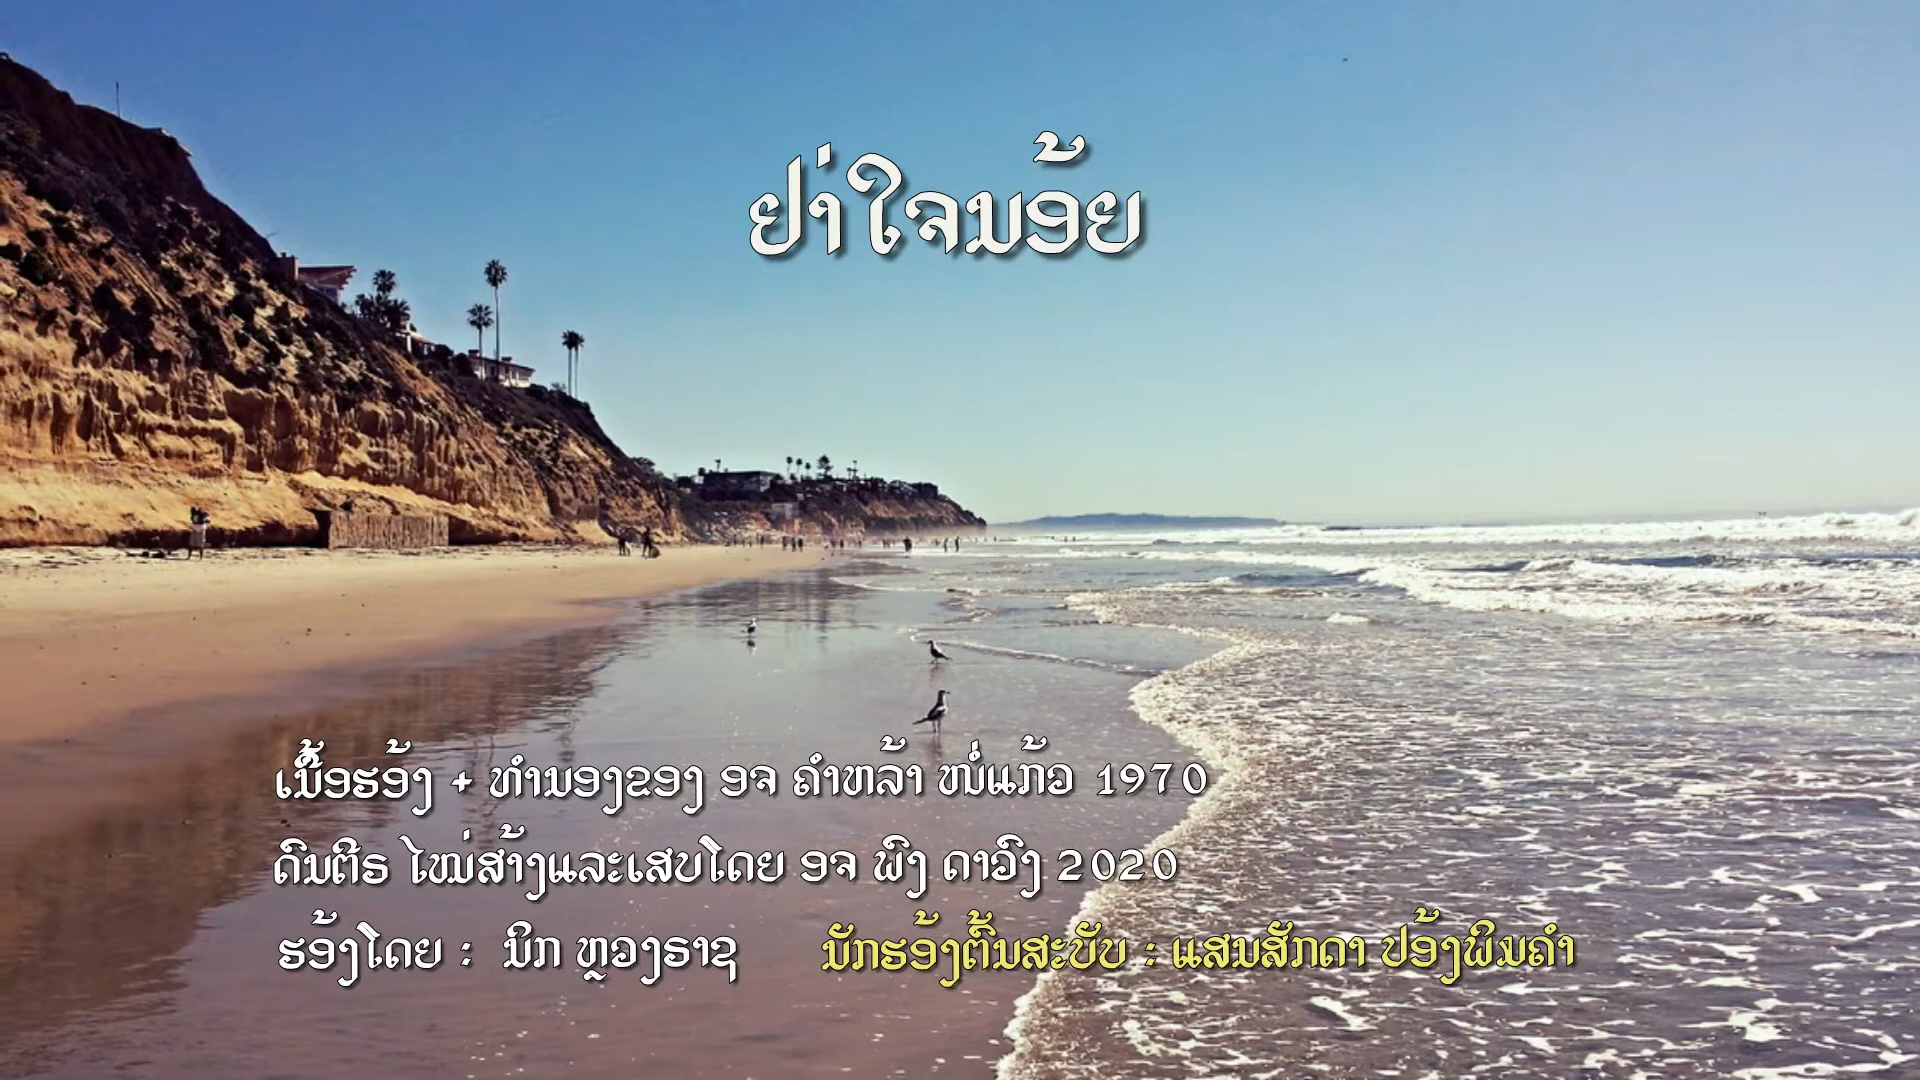 ຢ່າໃຈນອ້ຍ
ເນື້ອຮອ້ງ + ທຳນອງຂອງ ອຈ ຄຳຫລ້າ ໜໍ່ແກ້ວ 1970
ດົນຕີຣ ໄໝ່ສ້າງແລະເສບໂດຍ ອຈ ພົງ ດາວົງ 2020
ຮອ້ງໂດຍ : ນິກ ຫຼວງຣາຊ ນັກຮອ້ງຕົ້ນສະບັບ : ແສນສັກດາ ປອ້ງພິມຄຳ